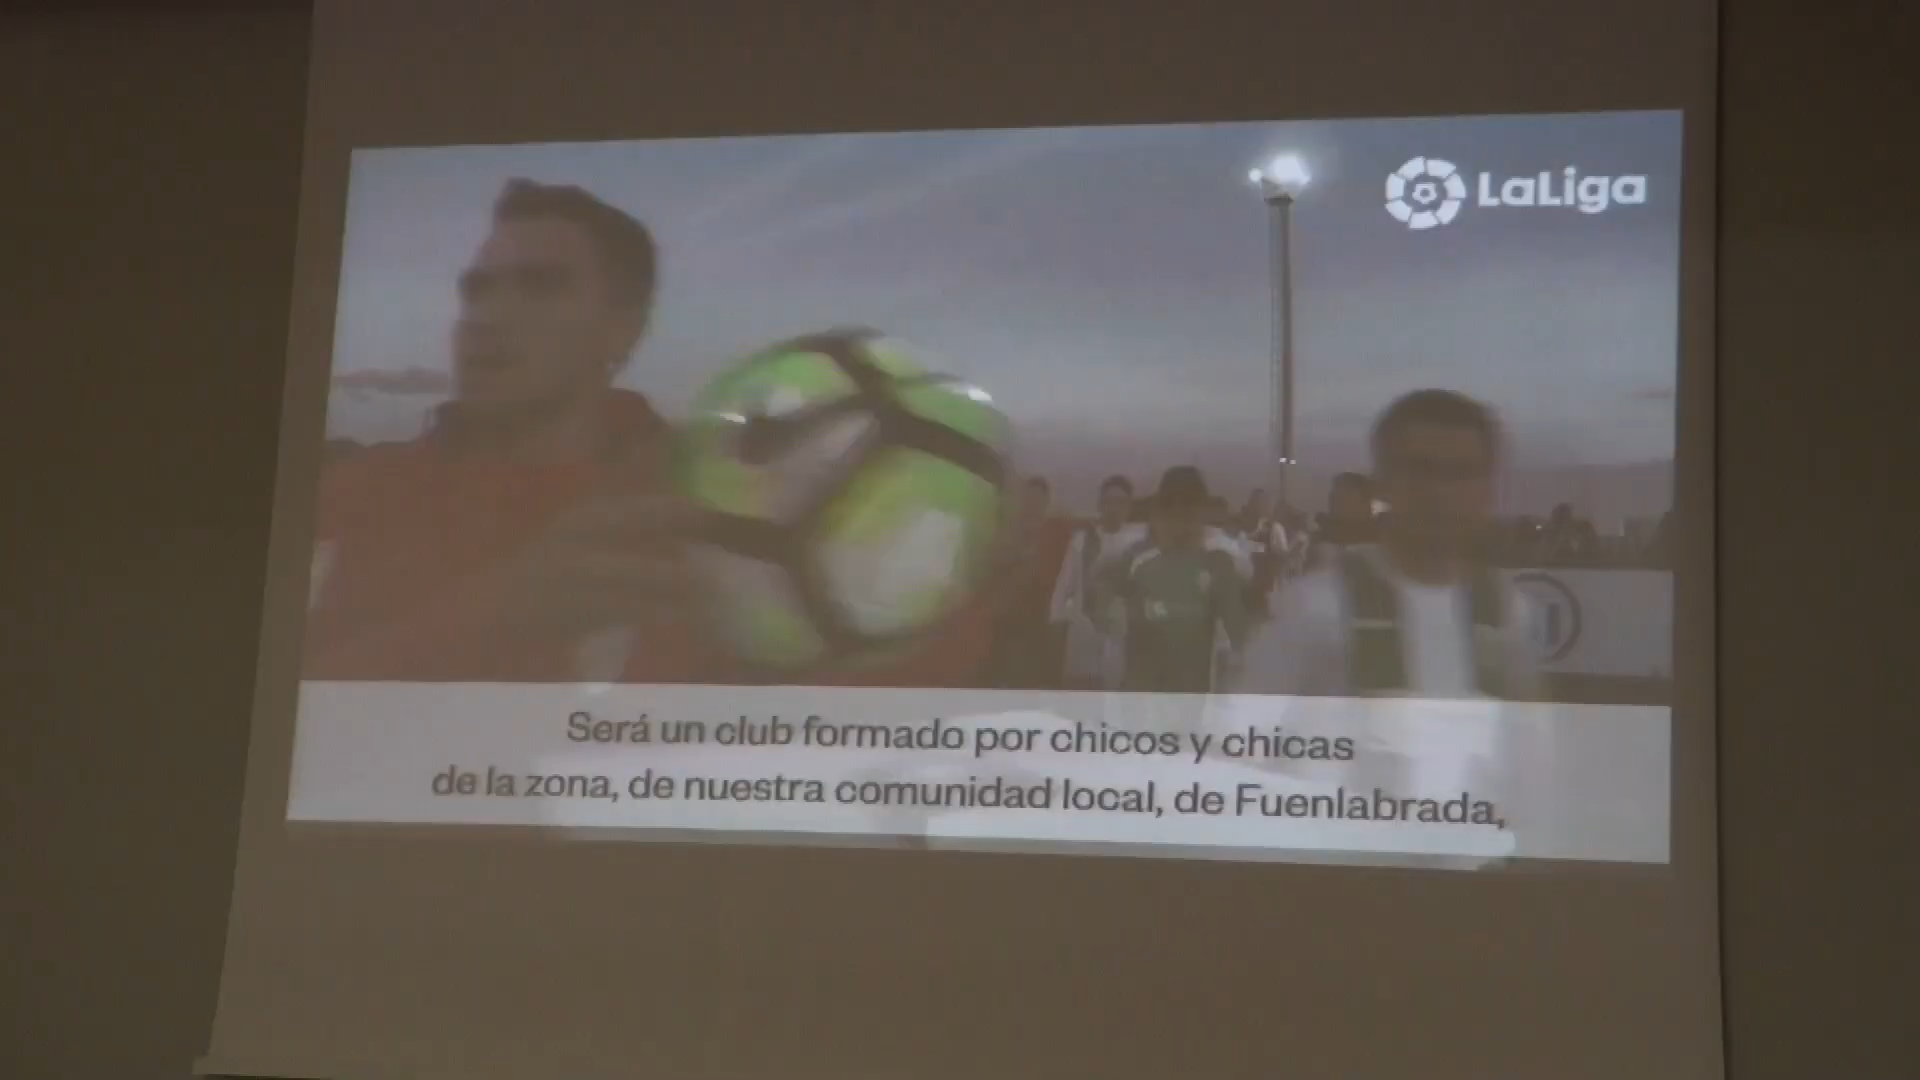 LaLiga
Será un club formado por chicos y chicas
de la zona, de nuestra comunidad local, de Fuenlabrada,